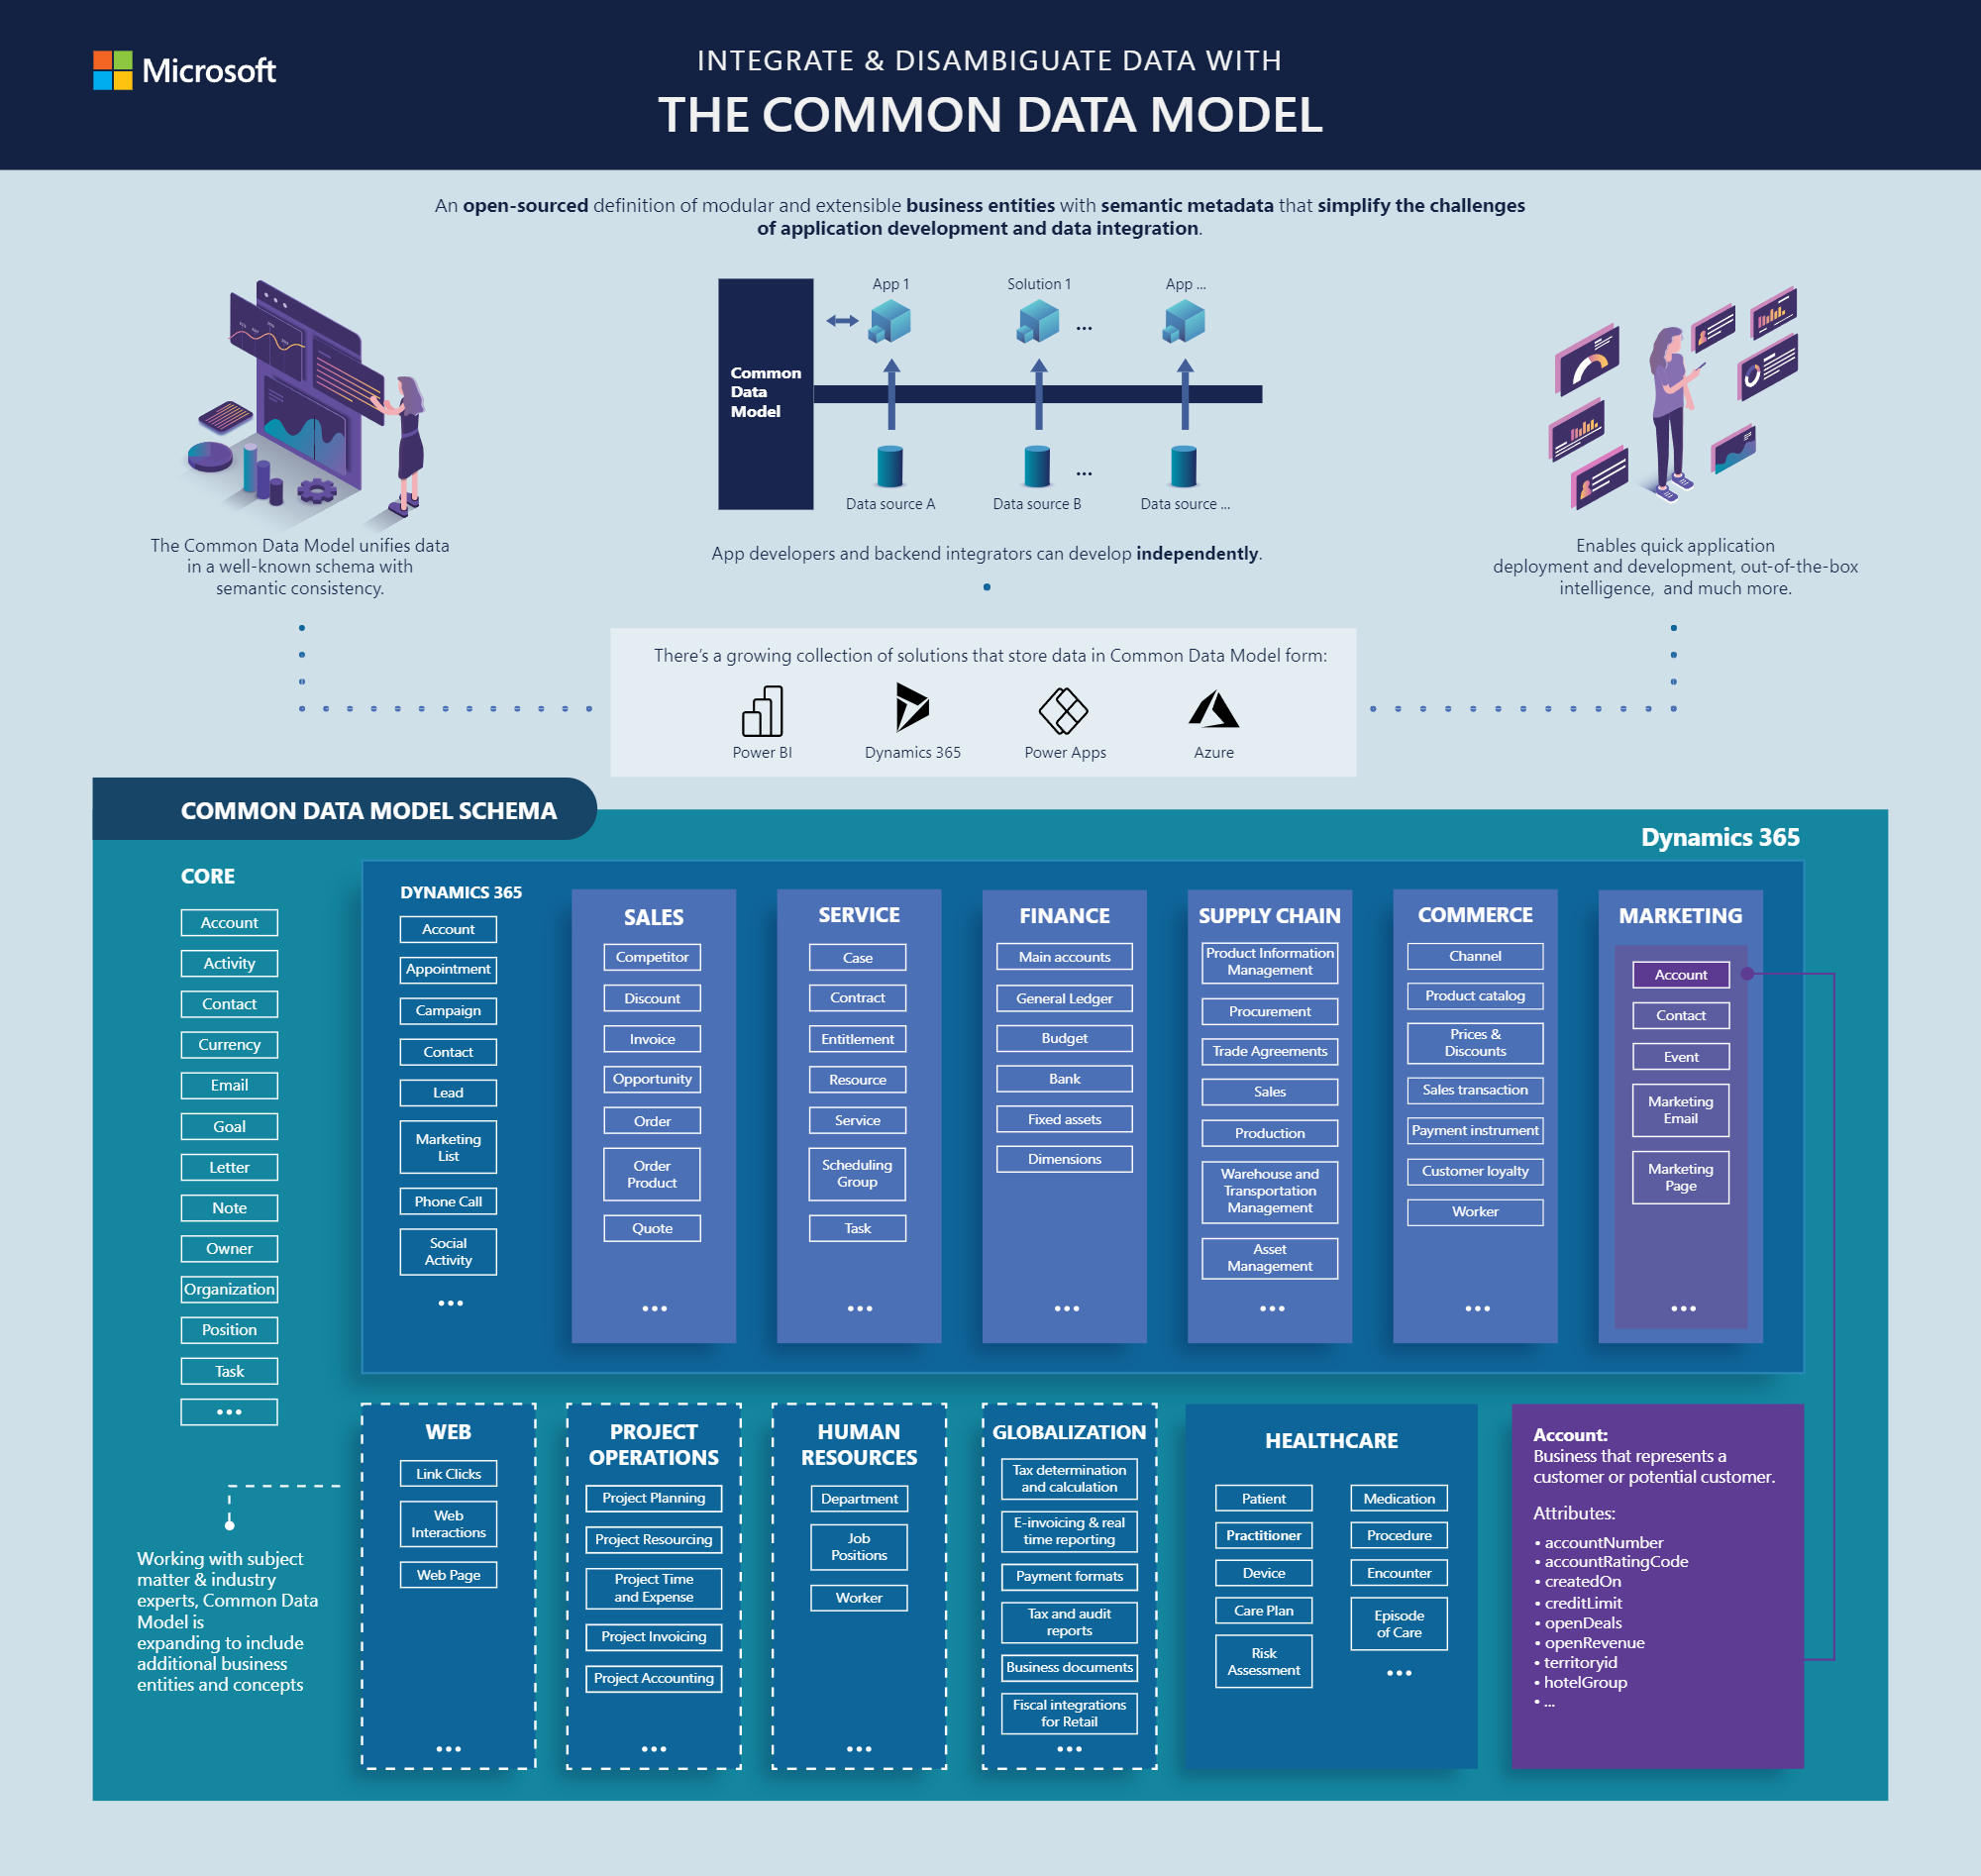 Microsoft
INTEGRATE & DISAMBIGUATE DATA WITH
THE COMMON DATA MODEL
An open-sourced definition of modular and extensible business entities with semantic metadata that simplify the challenges
of application development and data integration.
The Common Data Model unifies data
in a well-known schema with
semantic consistency.
App 1
Solution 1
App ...
...
Common
Data
Model
...
Data source A
Data source B
Data source ...
App developers and backend integrators can develop independently.
Enables quick application
deployment and development, out-of-the-box
intelligence, and much more.
There's a growing collection of solutions that store data in Common Data Model form:
Power BI
Dynamics 365
Power Apps
Azure
COMMON DATA MODEL SCHEMA
Dynamics 365
CORE
Account
Activity
Contact
Currency
Email
Goal
Letter
Note
Owner
Organization
Position
Task
...
DYNAMICS 365
Account
Appointment
Campaign
Contact
Lead
Marketing
List
Phone Call
Social
Activity
...
SALES
Competitor
Discount
Invoice
Opportunity
Order
Order
Product
Quote
...
SERVICE
Case
Contract
Entitlement
Resource
Service
Scheduling
Group
Task
...
FINANCE
Main accounts
General Ledger
Budget
Bank
Fixed assets
Dimensions
...
SUPPLY CHAIN
Product Information
Management
Procurement
Trade Agreements
Sales
Production
Warehouse and
Transportation
Management
Asset
Management
...
COMMERCE
Channel
Product catalog
Prices &
Discounts
Sales transaction
Payment instrument
Customer loyalty
Worker
...
MARKETING
Account
Contact
Event
Marketing
Email
Marketing
Page
...
Working with subject
matter & industry
experts, Common Data
Model is
expanding to include
additional business
entities and concepts
WEB
Link Clicks
Web
Interactions
Web Page
...
PROJECT
OPERATIONS
Project Planning
Project Resourcing
Project Time
and Expense
Project Invoicing
Project Accounting
...
HUMAN
RESOURCES
Department
Job
Positions
Worker
...
GLOBALIZATION
Tax determination
and calculation
E-invoicing & real
time reporting
Payment formats
Tax and audit
reports
Business documents
Fiscal integrations
for Retail
...
HEALTHCARE
Patient
Practitioner
Device
Care Plan
Risk
Assessment
Medication
Procedure
Encounter
Episode
of Care
...
Account:
Business that represents a
customer or potential customer.
Attributes:
• accountNumber
• accountRatingCode
• createdOn
• creditLimit
• openDeals
• openRevenue
• territoryid
• hotelGroup
• ...